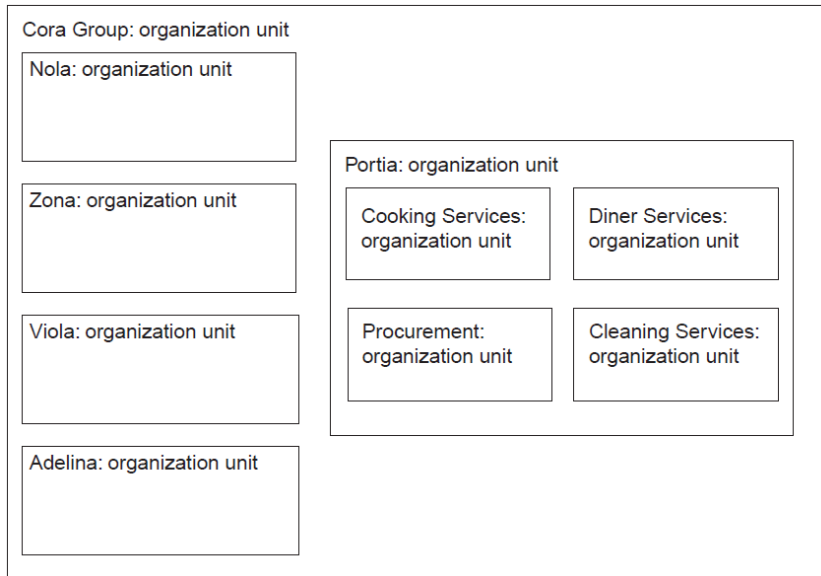 Cora Group: organization unit
Nola: organization unit
Zona: organization unit
Viola: organization unit
Adelina: organization unit
Portia: organization unit
Cooking Services:
organization unit
Diner Services:
organization unit
Procurement:
organization unit
Cleaning Services:
organization unit